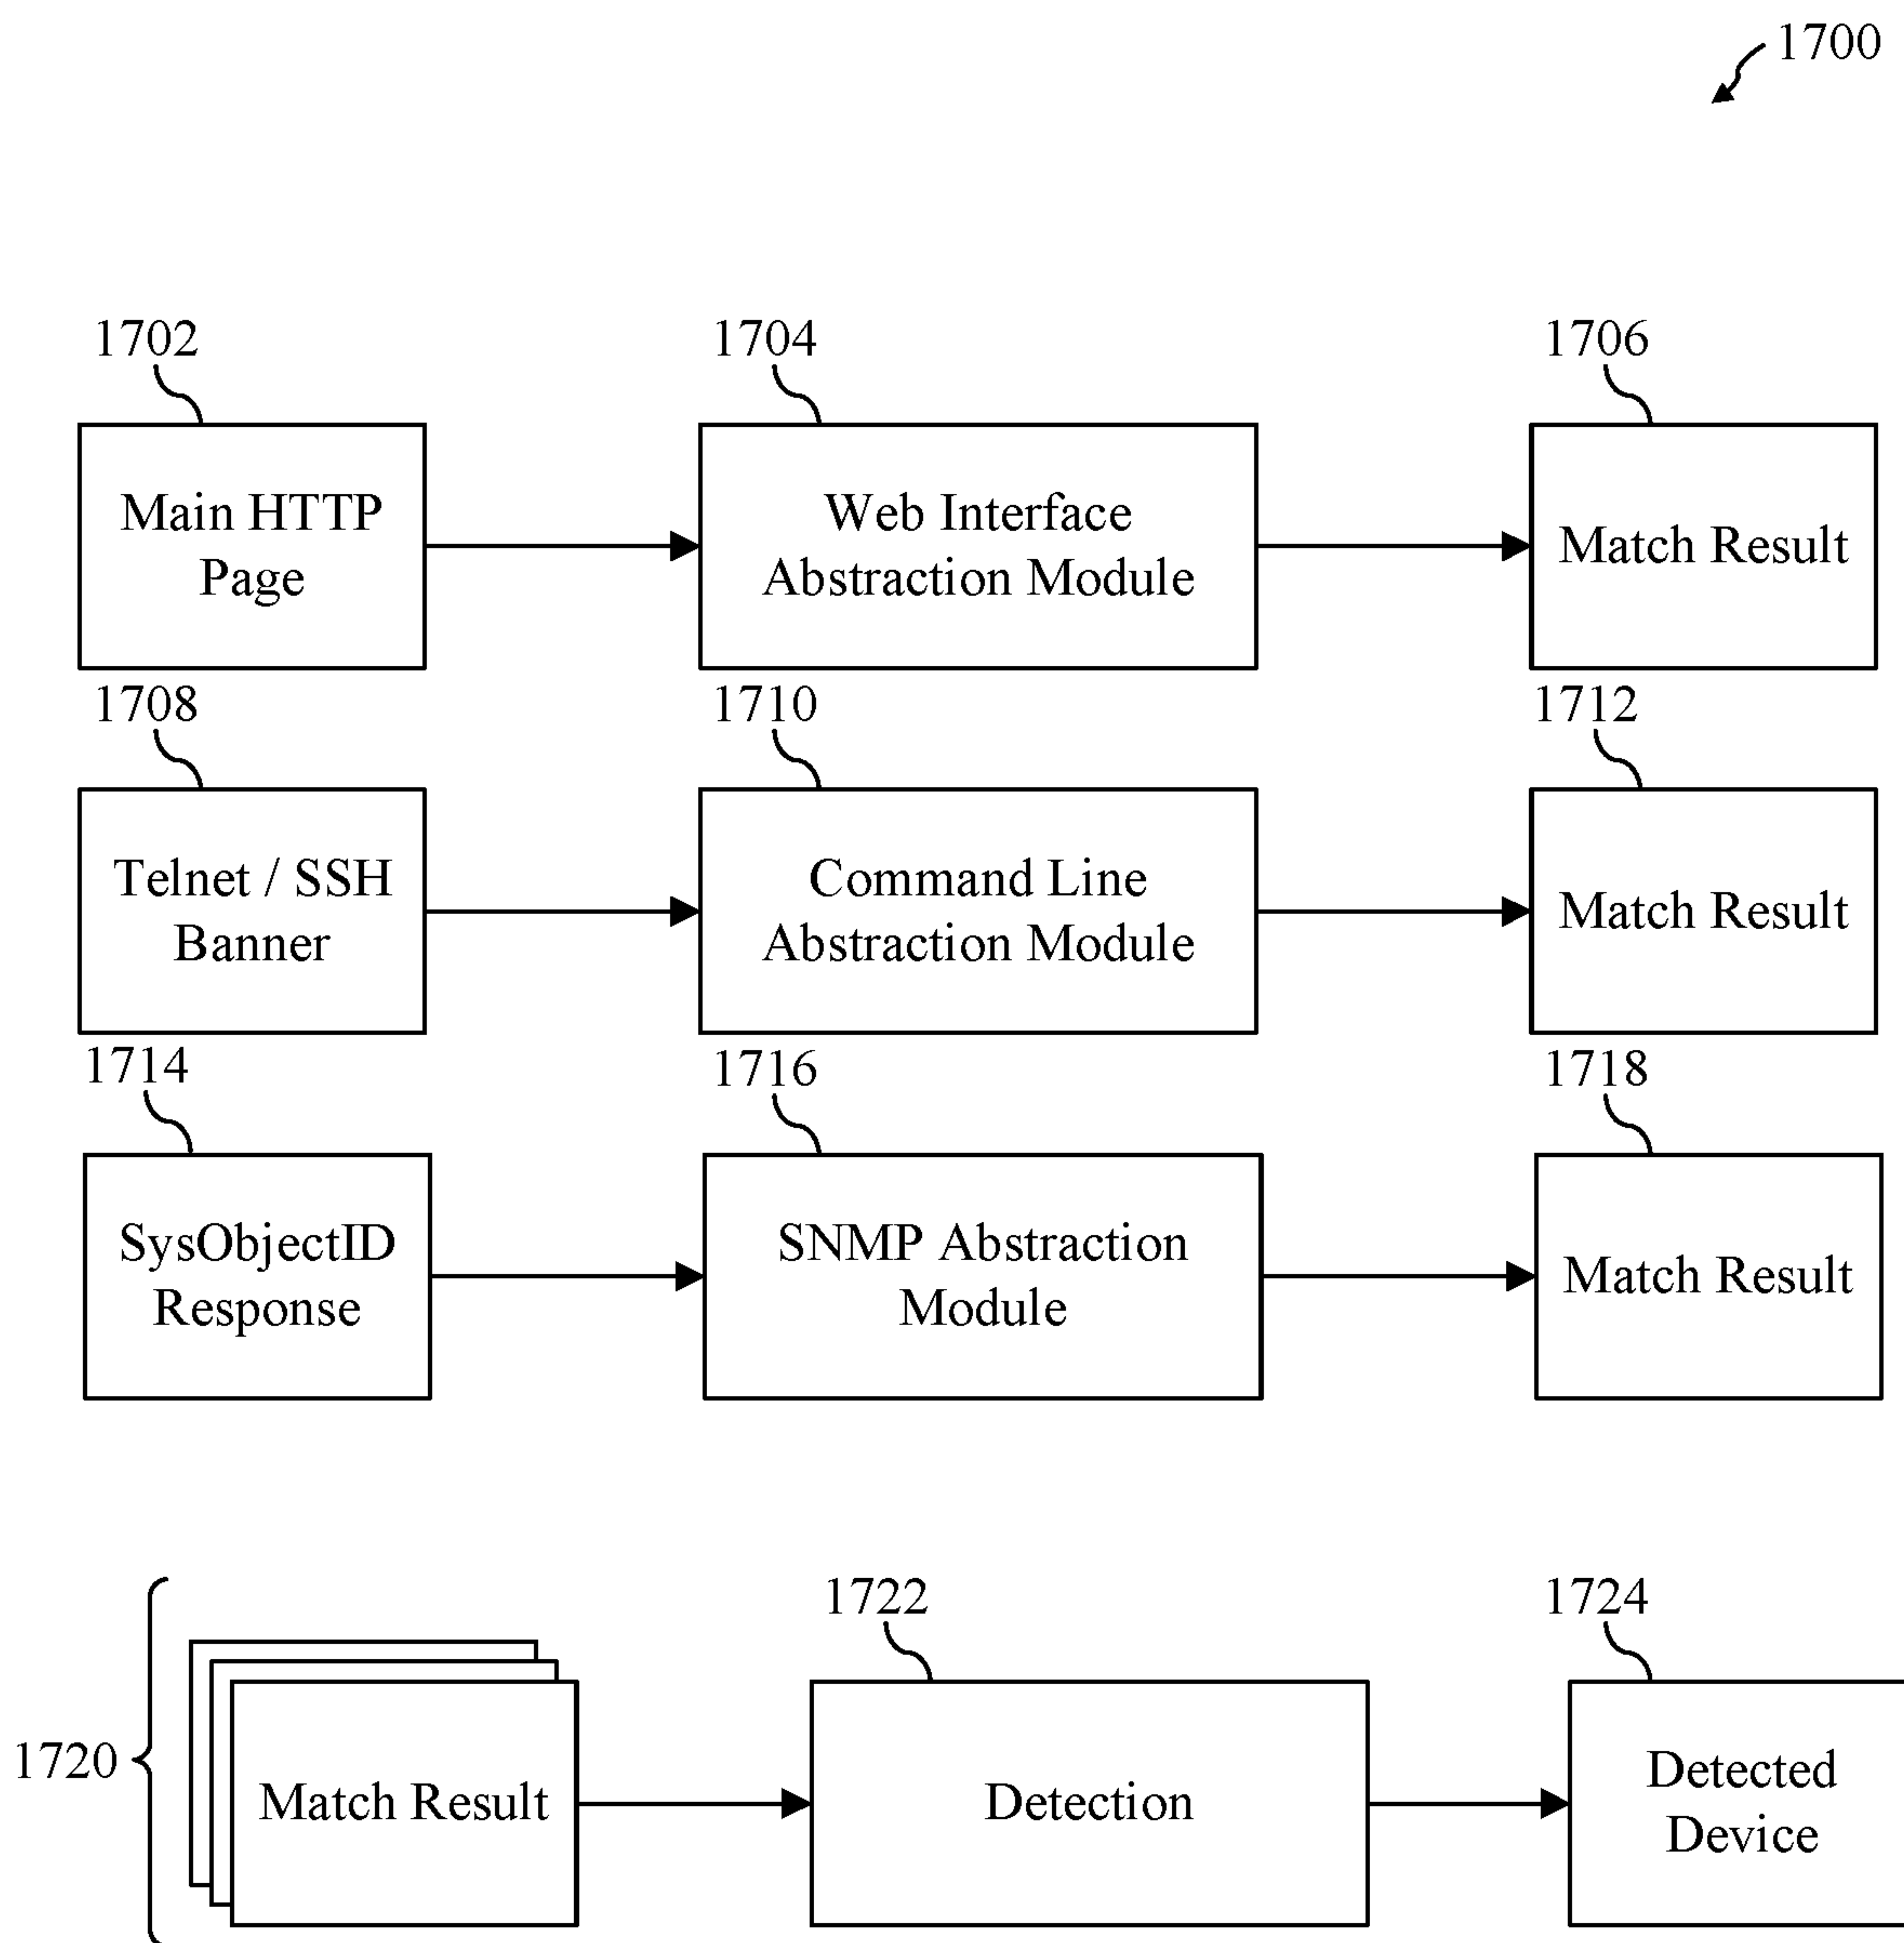 1700
1702
1704
1706
Main HTTP
Page
Web Interface
Abstraction Module
Match Result
1708
1710
1712
Telnet / SSH
Banner
Command Line
Abstraction Module
Match Result
1714
1716
1718
SysObjectID
Response
SNMP Abstraction
Module
Match Result
1720
1722
1724
Match Result
Detection
Detected
Device